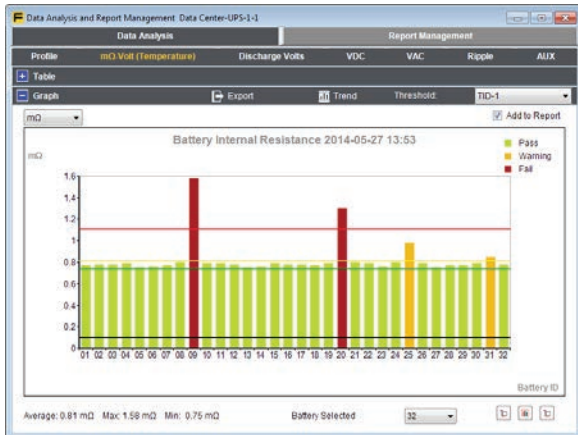 F Data Analysis and Report Management Data Center-UPS-1-1
Data Analysis Report Management
Profile mΩ Volt (Temperature) Discharge Volts VDC VAC Ripple AUX
+ Table
− Graph Export Trend Threshold: TID-1
mΩ Add to Report
Battery Internal Resistance 2014-05-27 13:53
mΩ
Pass
Warning
Fail
1.6
1.4
1.2
1
0.8
0.6
0.4
0.2
0
01 02 03 04 05 06 07 08 09 10 11 12 13 14 15 16 17 18 19 20 21 22 23 24 25 26 27 28 29 30 31 32
Battery ID
Average: 0.81 mΩ Max: 1.58 mΩ Min: 0.75 mΩ Battery Selected 32